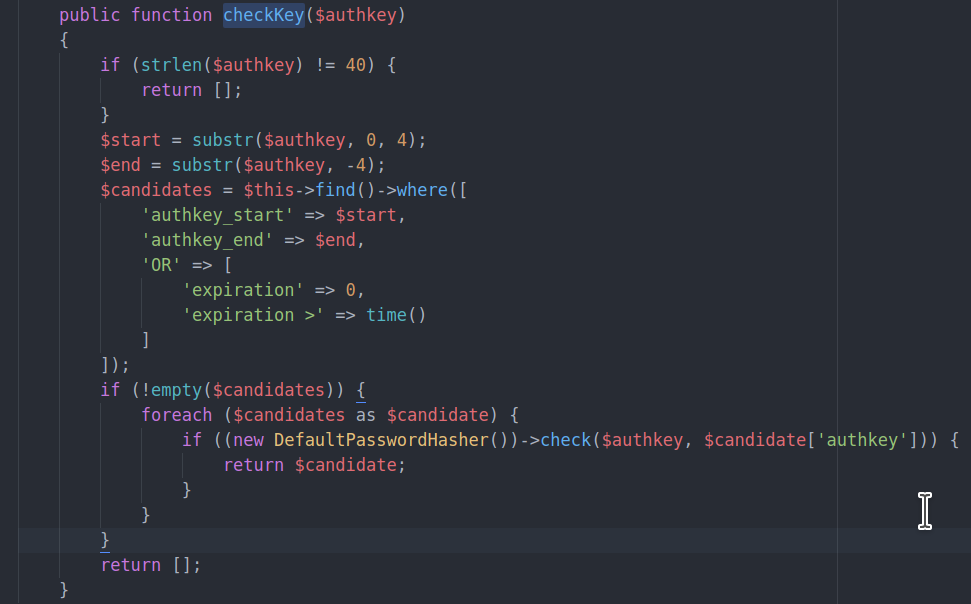 public function checkKey($authkey)
{
    if (strlen($authkey) != 40) {
        return [];
    }
    $start = substr($authkey, 0, 4);
    $end = substr($authkey, -4);
    $candidates = $this->find()->where([
        'authkey_start' => $start,
        'authkey_end' => $end,
        'OR' => [
            'expiration' => 0,
            'expiration >' => time()
        ]
    ]);
    if (!empty($candidates)) {
        foreach ($candidates as $candidate) {
            if ((new DefaultPasswordHasher())->check($authkey, $candidate['authkey'])) {
                return $candidate;
            }
        }
    }
    return [];
}